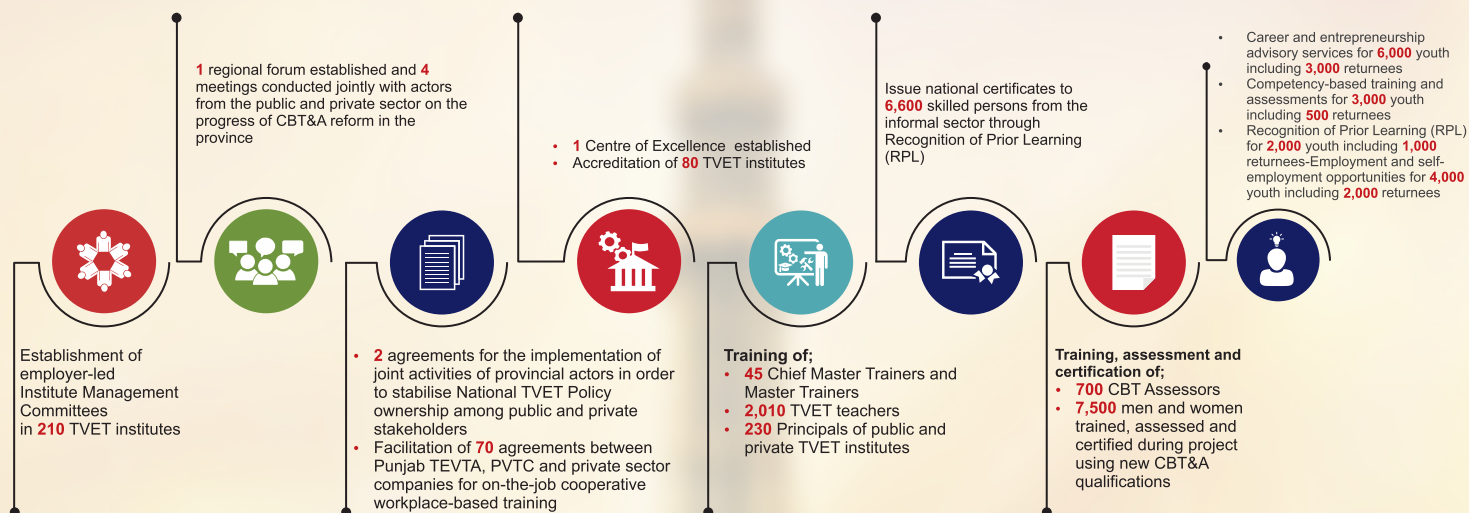 1 regional forum established and 4
meetings conducted jointly with actors
from the public and private sector on the
progress of CBT&A reform in the
province
• 1 Centre of Excellence established
• Accreditation of 80 TVET institutes
Issue national certificates to
6,600 skilled persons from the
informal sector through
Recognition of Prior Learning
(RPL)
• Career and entrepreneurship
advisory services for 6,000 youth
including 3,000 returnees
• Competency-based training and
assessments for 3,000 youth
including 500 returnees
• Recognition of Prior Learning (RPL)
for 2,000 youth including 1,000
returnees-Employment and self-
employment opportunities for 4,000
youth including 2,000 returnees
Establishment of
employer-led
Institute Management
Committees
in 210 TVET institutes
• 2 agreements for the implementation of
joint activities of provincial actors in order
to stabilise National TVET Policy
ownership among public and private
stakeholders
• Facilitation of 70 agreements between
Punjab TEVTA, PVTC and private sector
companies for on-the-job cooperative
workplace-based training
Training of;
• 45 Chief Master Trainers and
Master Trainers
• 2,010 TVET teachers
• 230 Principals of public and
private TVET institutes
Training, assessment and
certification of;
• 700 CBT Assessors
• 7,500 men and women
trained, assessed and
certified during project
using new CBT&A
qualifications